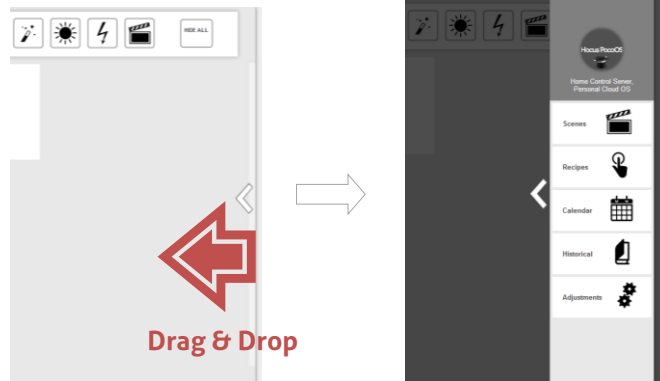 HIDE ALL
Drag & Drop
Hocus PocoOS
Home Control Server,
Personal Cloud OS
Scenes
Recipes
Calendar
Historical
Adjustments